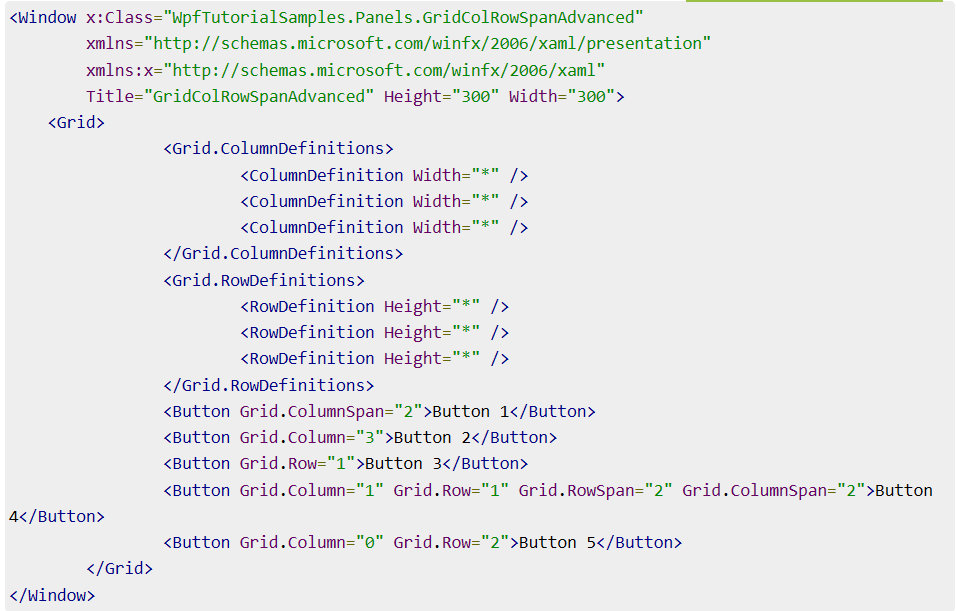 <Window x:Class="WpfTutorialSamples.Panels.GridColRowSpanAdvanced"
        xmlns="http://schemas.microsoft.com/winfx/2006/xaml/presentation"
        xmlns:x="http://schemas.microsoft.com/winfx/2006/xaml"
        Title="GridColRowSpanAdvanced" Height="300" Width="300">
    <Grid>
                <Grid.ColumnDefinitions>
                        <ColumnDefinition Width="*" />
                        <ColumnDefinition Width="*" />
                        <ColumnDefinition Width="*" />
                </Grid.ColumnDefinitions>
                <Grid.RowDefinitions>
                        <RowDefinition Height="*" />
                        <RowDefinition Height="*" />
                        <RowDefinition Height="*" />
                </Grid.RowDefinitions>
                <Button Grid.ColumnSpan="2">Button 1</Button>
                <Button Grid.Column="3">Button 2</Button>
                <Button Grid.Row="1">Button 3</Button>
                <Button Grid.Column="1" Grid.Row="1" Grid.RowSpan="2" Grid.ColumnSpan="2">Button
4</Button>
                <Button Grid.Column="0" Grid.Row="2">Button 5</Button>
        </Grid>
</Window>